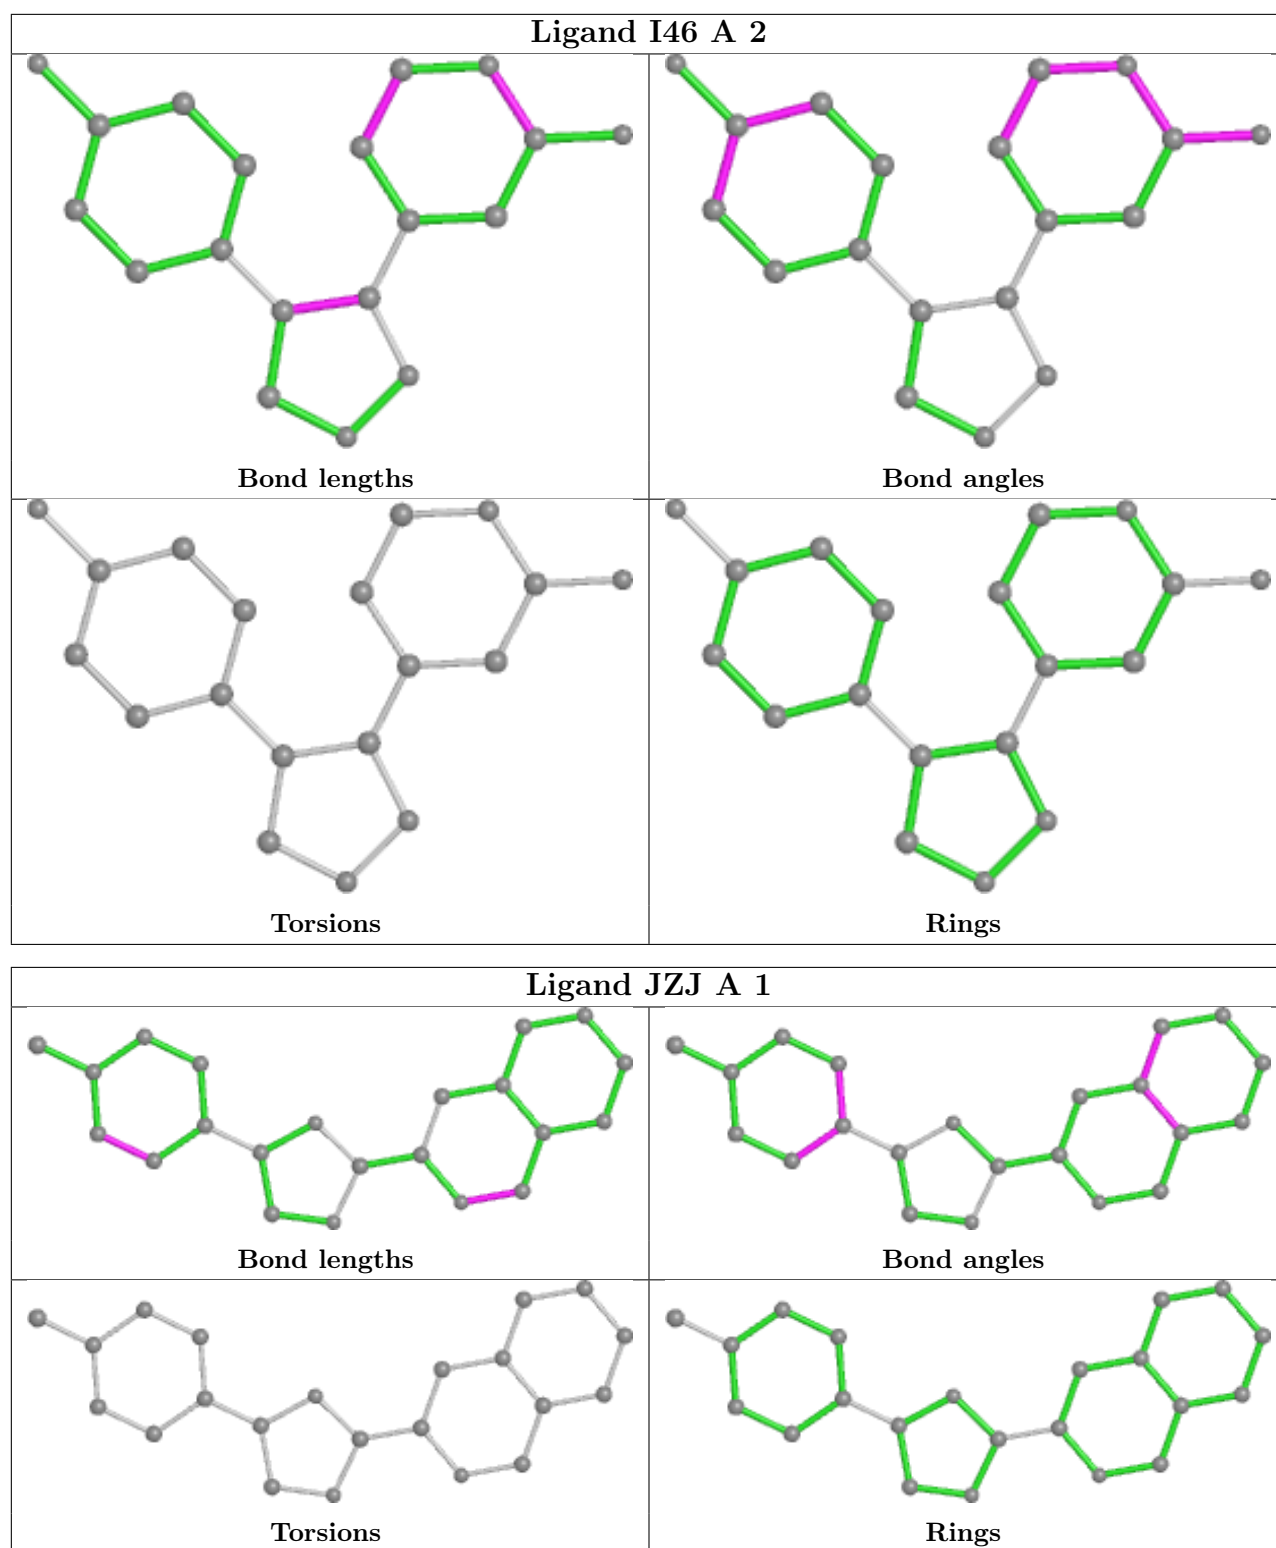 Ligand I46 A 2
Bond lengths
Bond angles
Torsions
Rings
Ligand JZJ A 1
Bond lengths
Bond angles
Torsions
Rings